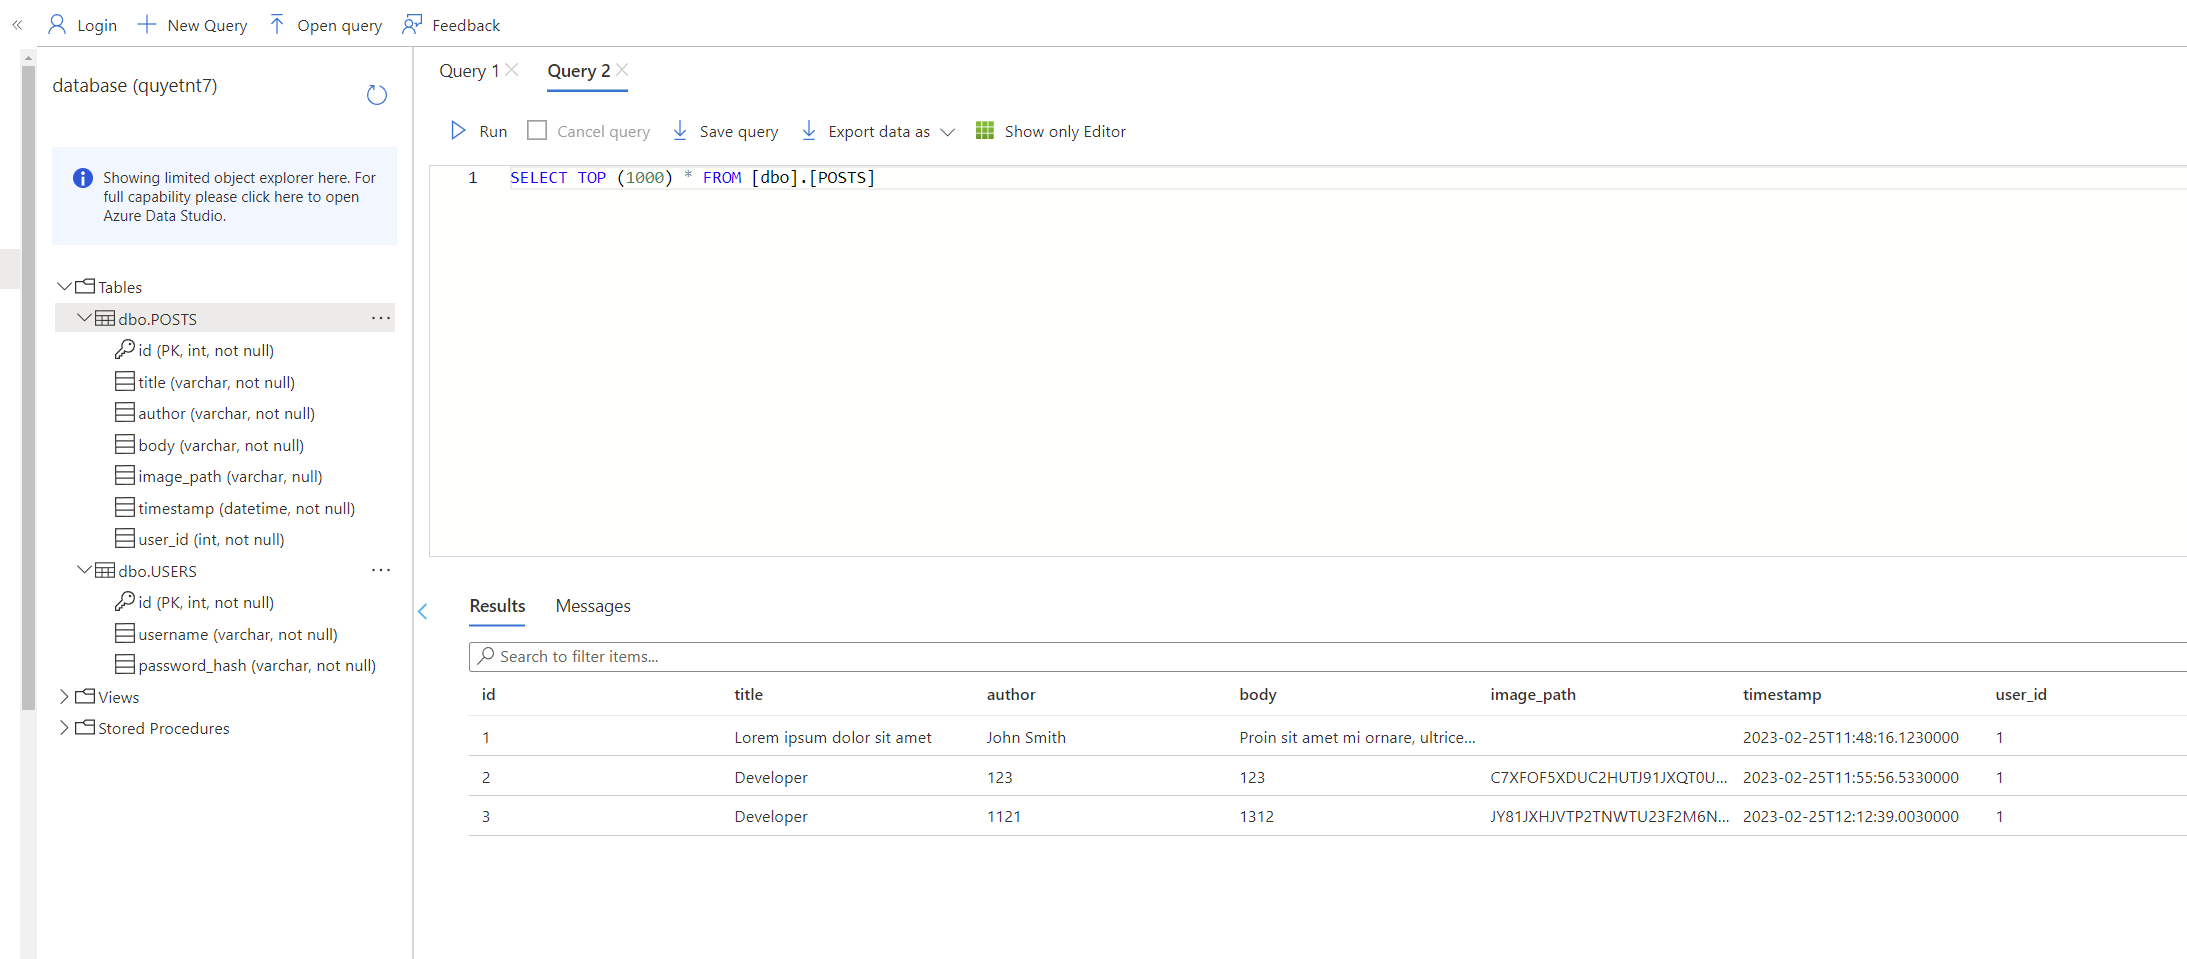 « Login New Query Open query Feedback
database (quyetnt7)
Showing limited object explorer here. For
full capability please click here to open
Azure Data Studio.
Tables
dbo.POSTS ...
id (PK, int, not null)
title (varchar, not null)
author (varchar, not null)
body (varchar, not null)
image_path (varchar, null)
timestamp (datetime, not null)
user_id (int, not null)
dbo.USERS ...
id (PK, int, not null)
username (varchar, not null)
password_hash (varchar, not null)
Views
Stored Procedures
Query 1 Query 2
Run Cancel query Save query Export data as Show only Editor
1 SELECT TOP (1000) * FROM [dbo].[POSTS]
Results Messages
Search to filter items...
id title author body image_path timestamp user_id
1 Lorem ipsum dolor sit amet John Smith Proin sit amet mi ornare, ultrice... 2023-02-25T11:48:16.1230000 1
2 Developer 123 123 C7XFOF5XDUC2HUTJ91JXQT0U... 2023-02-25T11:55:56.5330000 1
3 Developer 1121 1312 JY81JXHJVTP2TNWTU23F2M6N... 2023-02-25T12:12:39.0030000 1